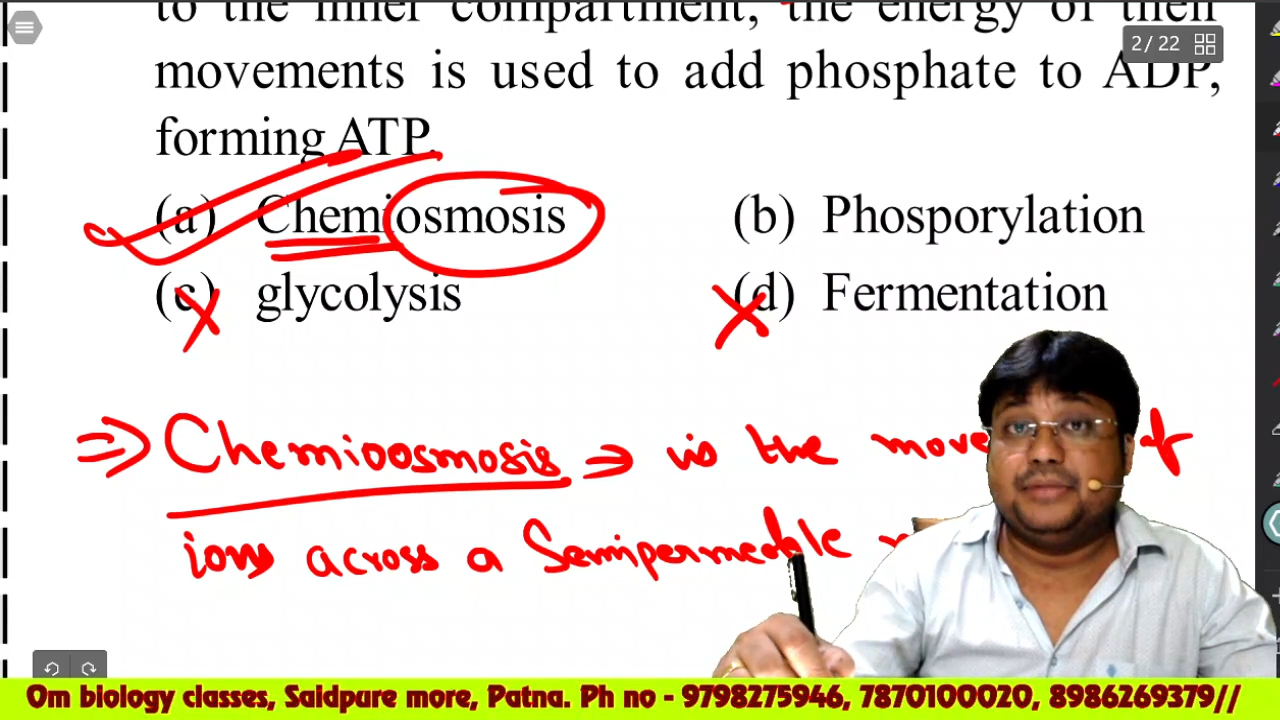 to the inner compartment, the energy of their
2 / 22
movements is used to add phosphate to ADP,
forming ATP.
(a) Chemiosmosis (b) Phosporylation
(c) glycolysis (d) Fermentation
⇒ Chemioosmosis → is the move of
ions across a Semipermeable
Om biology classes, Saidpure more, Patna. Ph no - 9798275946, 7870100020, 8986269379//